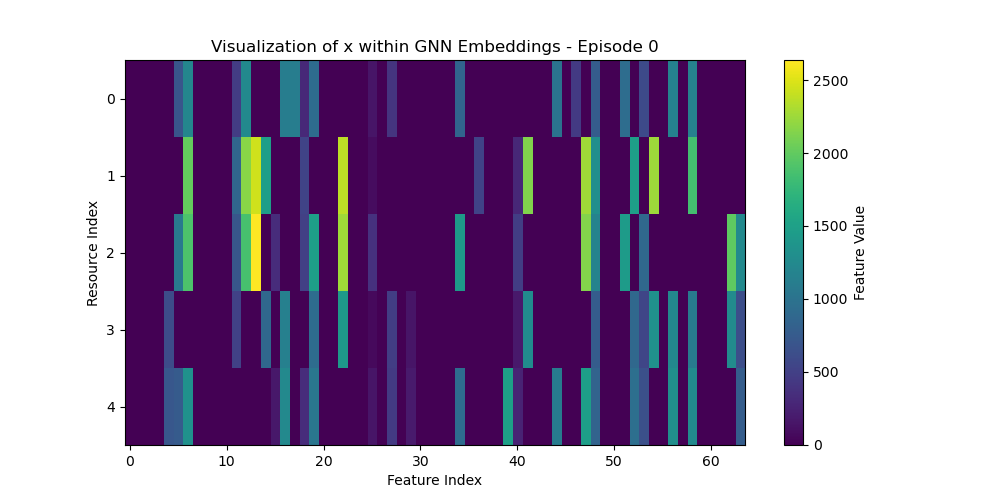 Visualization of x within GNN Embeddings - Episode 0
Resource Index
0
1
2
3
4
0 10 20 30 40 50 60
Feature Index
2500
2000
1500
1000
500
0
Feature Value